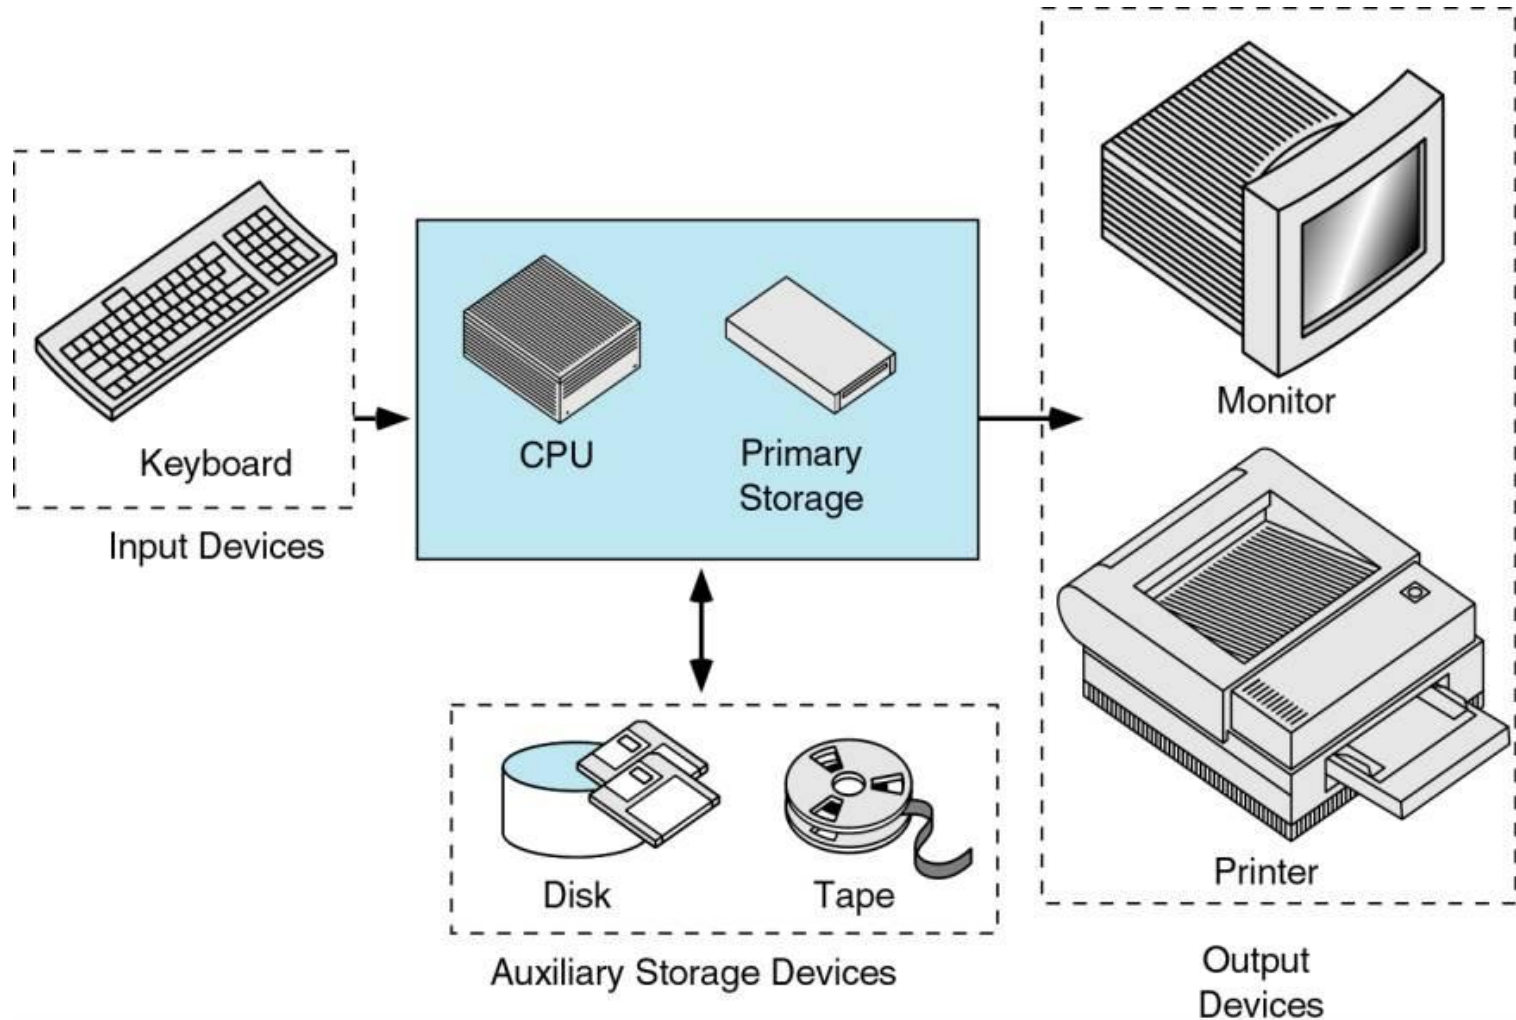 Keyboard
Input Devices
CPU
Primary
Storage
Monitor
Printer
Output
Devices
Disk
Tape
Auxiliary Storage Devices